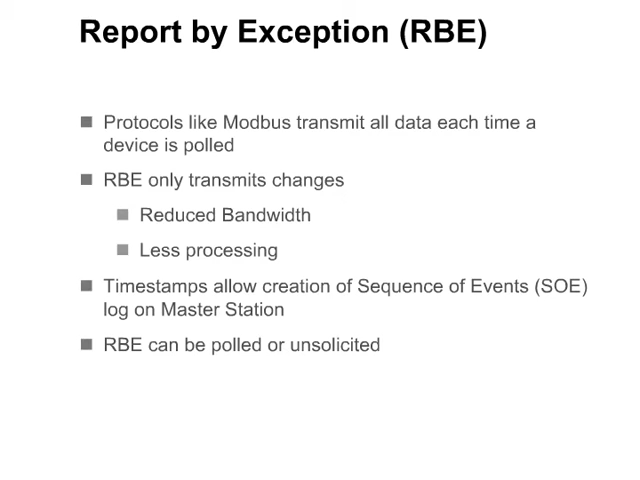 Report by Exception (RBE)
Protocols like Modbus transmit all data each time a
device is polled
RBE only transmits changes
Reduced Bandwidth
Less processing
Timestamps allow creation of Sequence of Events (SOE)
log on Master Station
RBE can be polled or unsolicited